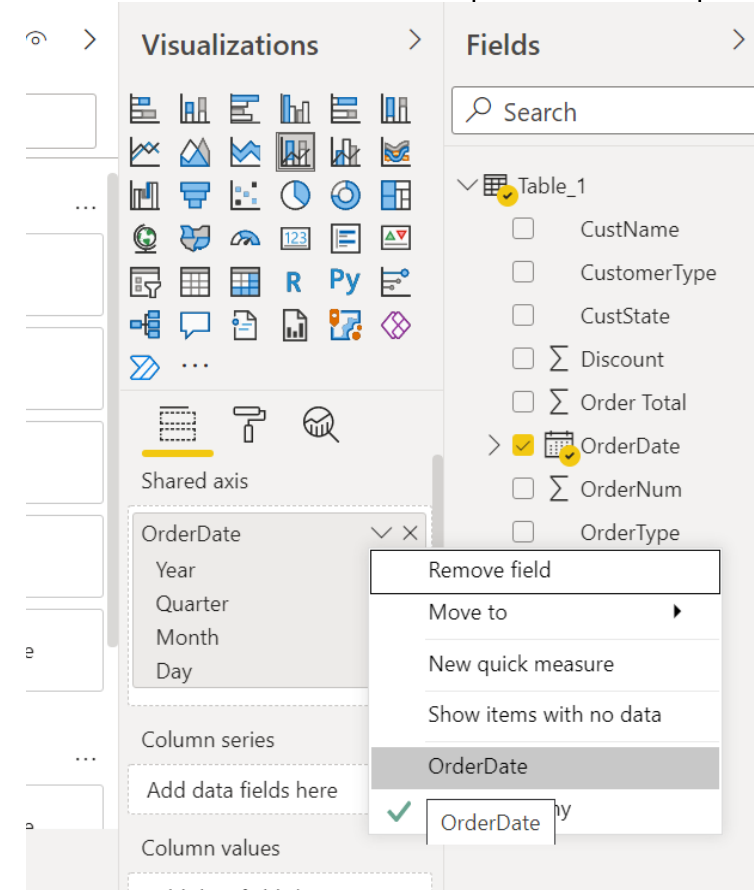 Visualizations
Fields
Search
123
R
Py
...
...
Table_1
CustName
CustomerType
CustState
Discount
Order Total
OrderDate
OrderNum
OrderType
Shared axis
OrderDate
Year
Quarter
Month
Day
Remove field
Move to
New quick measure
Show items with no data
OrderDate
OrderDate
Column series
Add data fields here
Column values
...